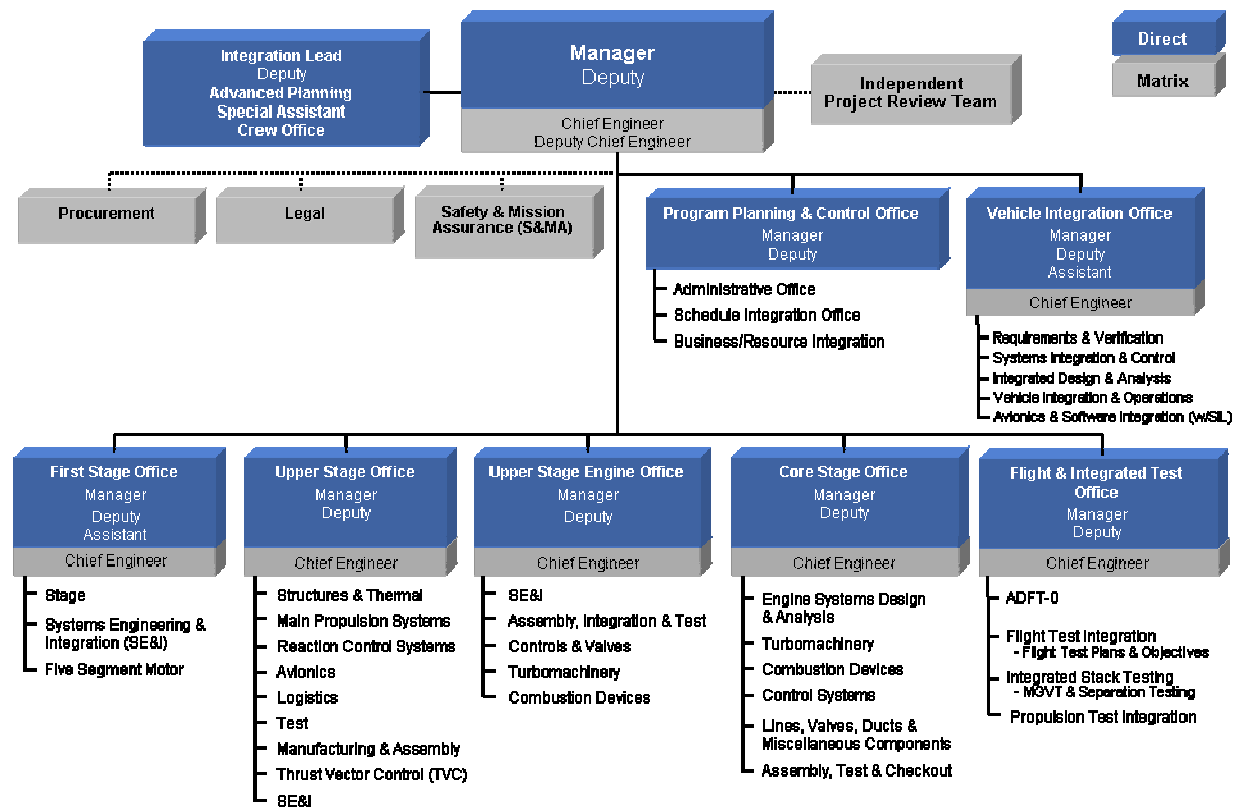 Integration Lead
Deputy
Advanced Planning
Special Assistant
Crew Office
Manager
Deputy
Chief Engineer
Deputy Chief Engineer
Independent
Project Review Team
Direct
Matrix
Procurement
Legal
Safety & Mission
Assurance (S&MA)
Program Planning & Control Office
Manager
Deputy
Administrative Office
Schedule Integration Office
Business/Resource Integration
Vehicle Integration Office
Manager
Deputy
Assistant
Chief Engineer
Requirements & Verification
Systems Integration & Control
Integrated Design & Analysis
Vehicle Integration & Operations
Avionics & Software Integration (w/SIL)
First Stage Office
Manager
Deputy
Assistant
Chief Engineer
Stage
Systems Engineering &
Integration (SE&I)
Five Segment Motor
Upper Stage Office
Manager
Deputy
Chief Engineer
Structures & Thermal
Main Propulsion Systems
Reaction Control Systems
Avionics
Logistics
Test
Manufacturing & Assembly
Thrust Vector Control (TVC)
SE&I
Upper Stage Engine Office
Manager
Deputy
Chief Engineer
SE&I
Assembly, Integration & Test
Controls & Valves
Turbomachinery
Combustion Devices
Core Stage Office
Manager
Deputy
Chief Engineer
Engine Systems Design
& Analysis
Turbomachinery
Combustion Devices
Control Systems
Lines, Valves, Ducts &
Miscellaneous Components
Assembly, Test & Checkout
Flight & Integrated Test
Office
Manager
Deputy
Chief Engineer
ADFT-0
Flight Test Integration
- Flight Test Plans & Objectives
Integrated Stack Testing
- MGVT & Separation Testing
Propulsion Test Integration